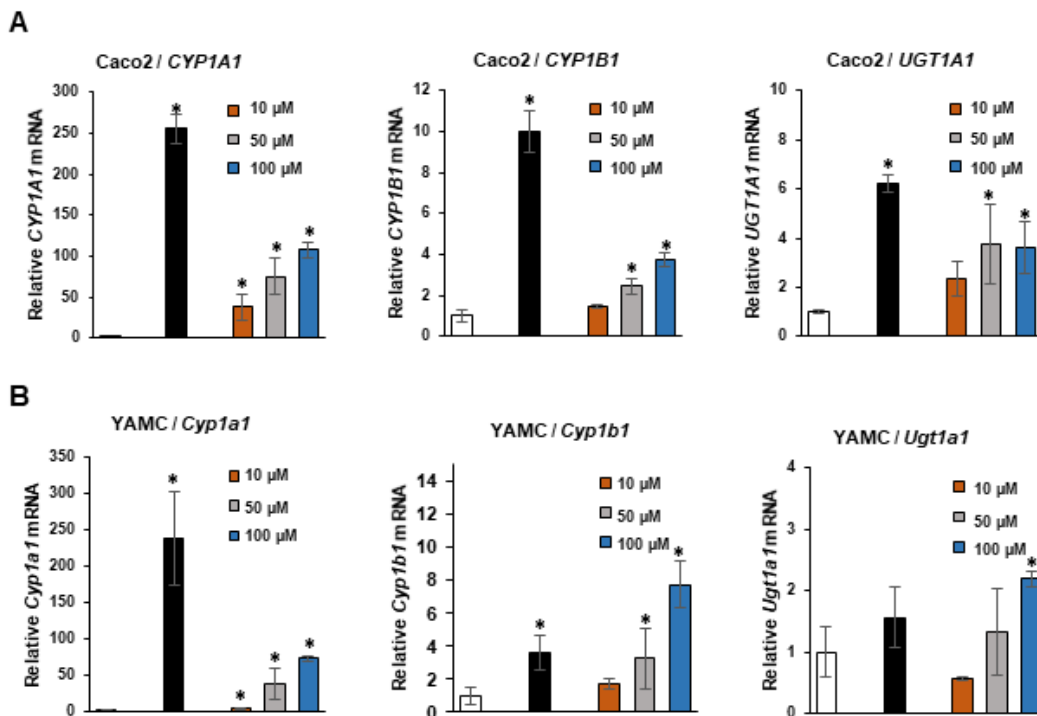 A
Caco2 / CYP1A1
Relative CYP1A1 mRNA
300
250
200
150
100
50
0
*
*
*
*
10 µM
50 µM
100 µM
Caco2 / CYP1B1
Relative CYP1B1 mRNA
12
10
8
6
4
2
0
*
*
*
10 µM
50 µM
100 µM
Caco2 / UGT1A1
Relative UGT1A1 mRNA
10
8
6
4
2
0
*
*
*
10 µM
50 µM
100 µM
B
YAMC / Cyp1a1
Relative Cyp1a1 mRNA
350
300
250
200
150
100
50
0
*
*
*
*
10 µM
50 µM
100 µM
YAMC / Cyp1b1
Relative Cyp1b1 mRNA
14
12
10
8
6
4
2
0
*
*
*
10 µM
50 µM
100 µM
YAMC / Ugt1a1
Relative Ugt1a1 mRNA
4
3
2
1
0
*
10 µM
50 µM
100 µM